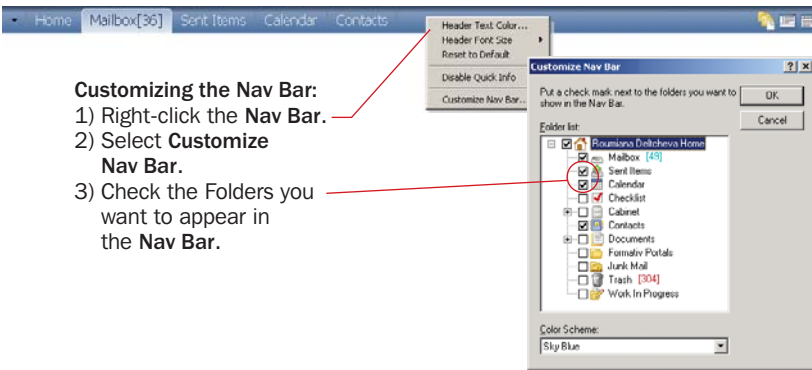 Home Mailbox[36] Sent Items Calendar Contacts
Header Text Color...
Header Font Size
Reset to Default
Disable Quick Info
Customize Nav Bar...
Customizing the Nav Bar:
1) Right-click the Nav Bar.
2) Select Customize
Nav Bar.
3) Check the Folders you
want to appear in
the Nav Bar.
Customize Nav Bar
Put a check mark next to the folders you want to
show in the Nav Bar.
OK
Cancel
Folder list:
Roumiana Deltcheva Home
Mailbox [49]
Sent Items
Calendar
Checklist
Cabinet
Contacts
Documents
Formativ Portals
Junk Mail
Trash [304]
Work In Progress
Color Scheme:
Sky Blue